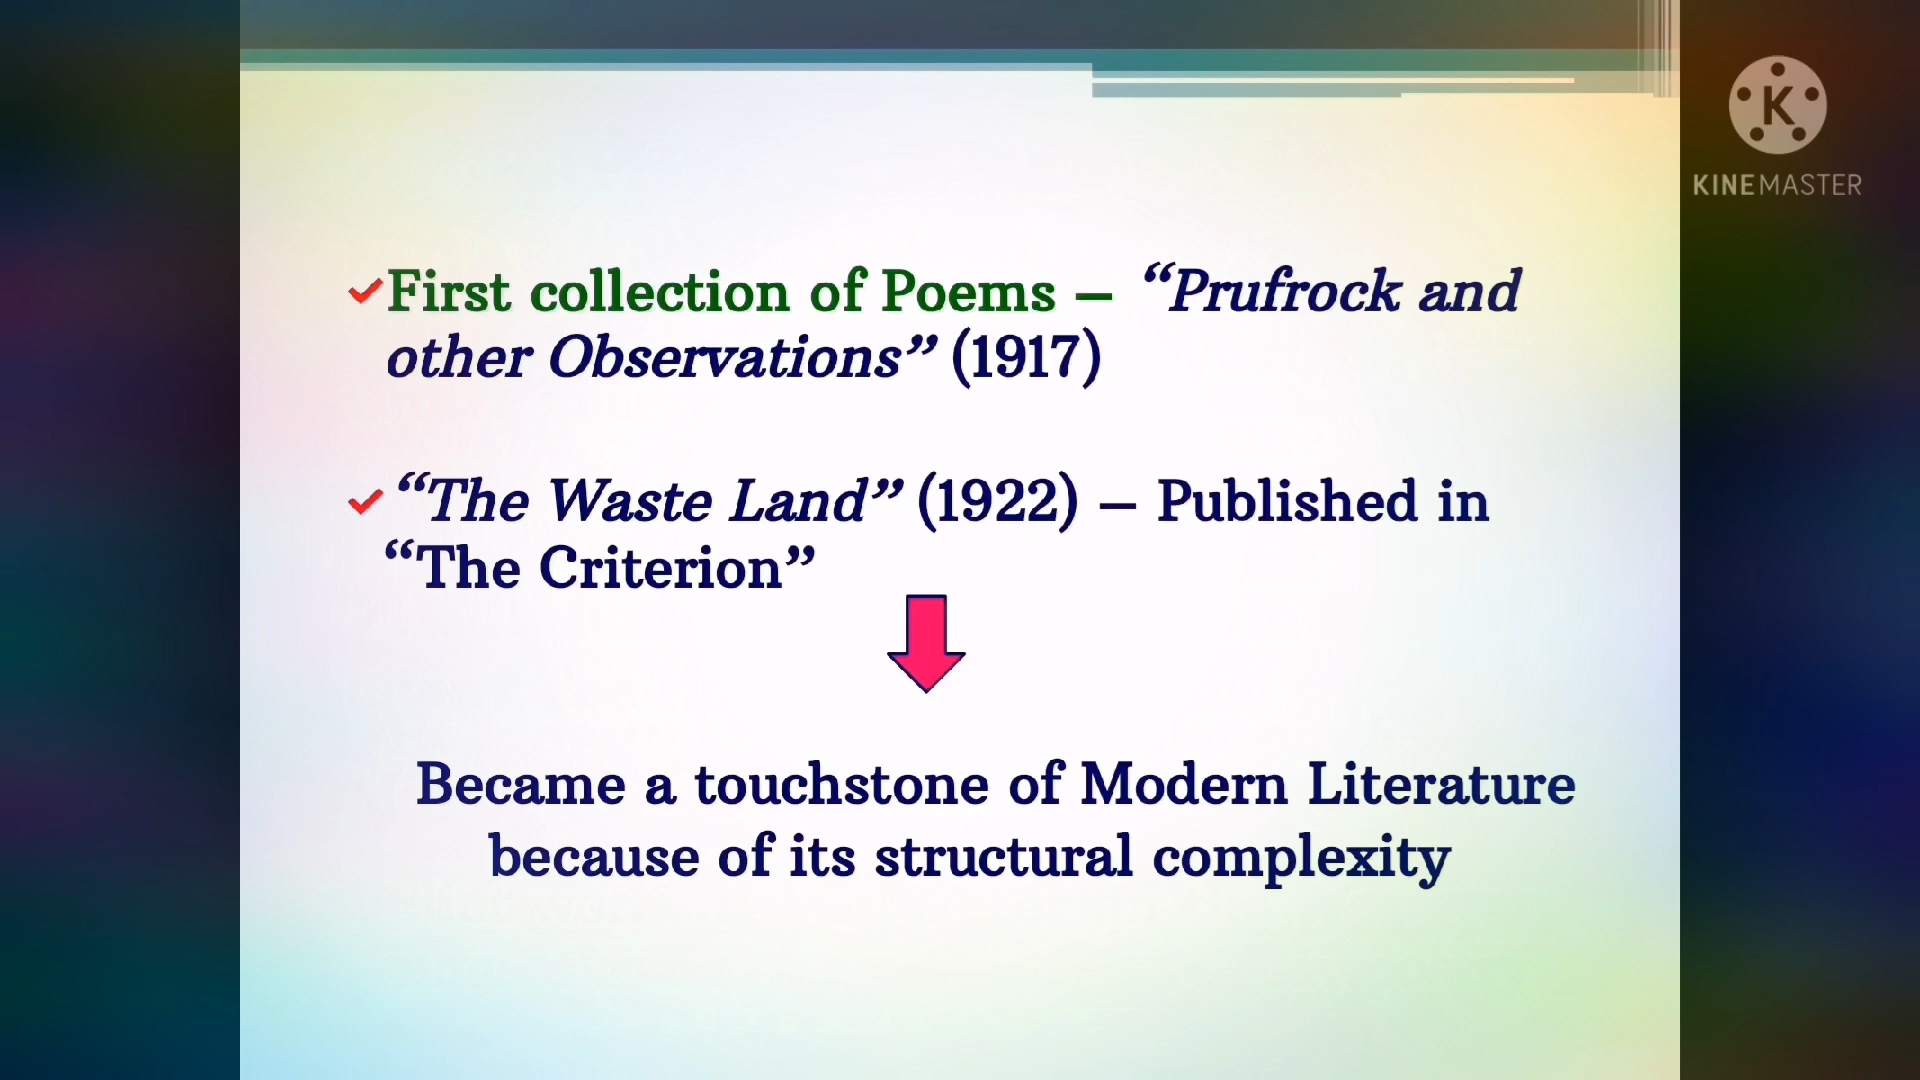 K
KINEMASTER
First collection of Poems – “Prufrock and
other Observations” (1917)
“The Waste Land” (1922) – Published in
“The Criterion”
Became a touchstone of Modern Literature
because of its structural complexity